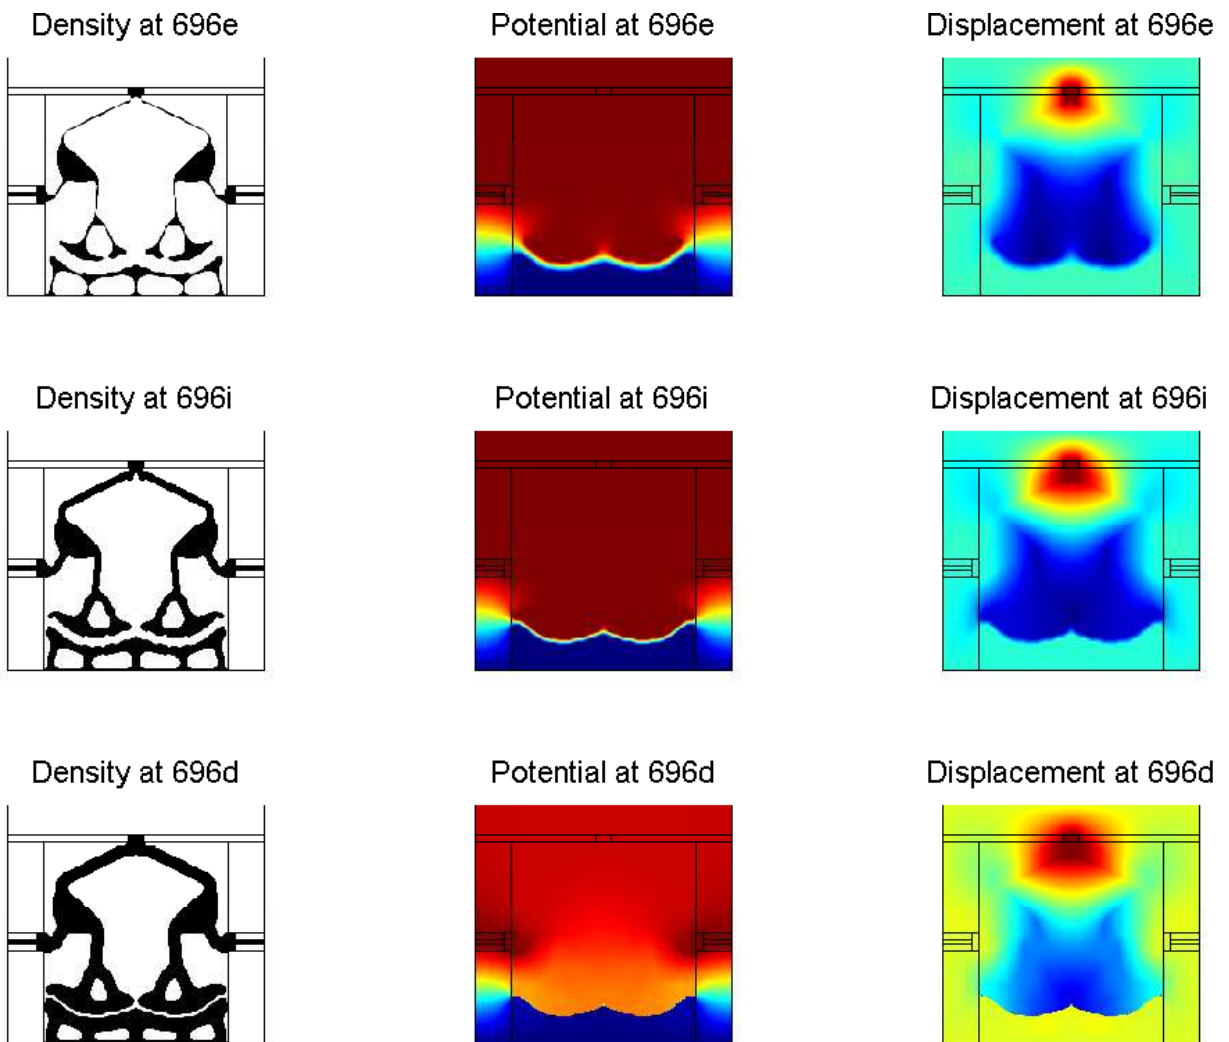 Density at 696e
Potential at 696e
Displacement at 696e
Density at 696i
Potential at 696i
Displacement at 696i
Density at 696d
Potential at 696d
Displacement at 696d